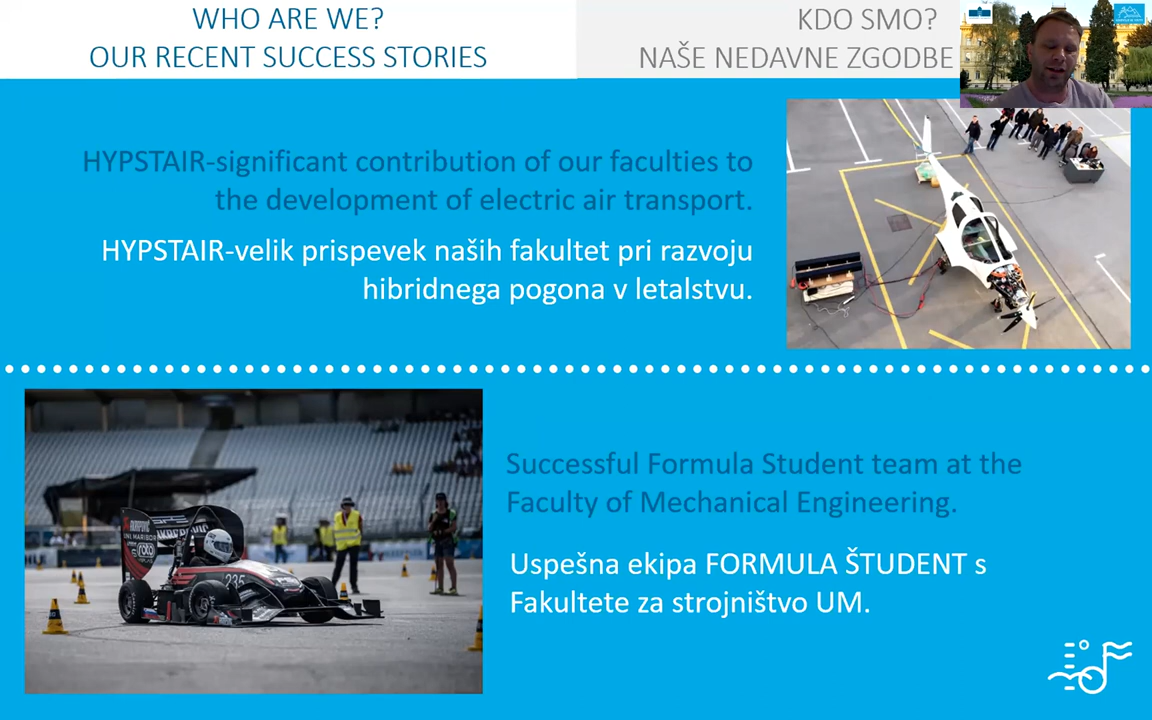 WHO ARE WE?
OUR RECENT SUCCESS STORIES
KDO SMO?
NAŠE NEDAVNE ZGODBE
HYPSTAIR-significant contribution of our faculties to
the development of electric air transport.
HYPSTAIR-velik prispevek naših fakultet pri razvoju
hibridnega pogona v letalstvu.
AKRAPOVIČ
UNI MARIBOR
roto
235
Successful Formula Student team at the
Faculty of Mechanical Engineering.
Uspešna ekipa FORMULA ŠTUDENT s
Fakultete za strojništvo UM.